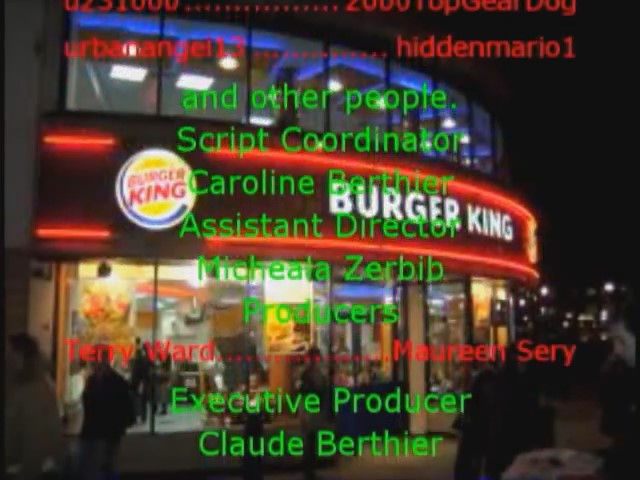 urbanangel13 .............. hiddenmario1
and other people.
Script Coordinator
Caroline Berthier
BURGER KING
BURGER KING
Assistant Director
Micheala Zerbib
Producers
Terry Ward..................Maureen Sery
Executive Producer
Claude Berthier